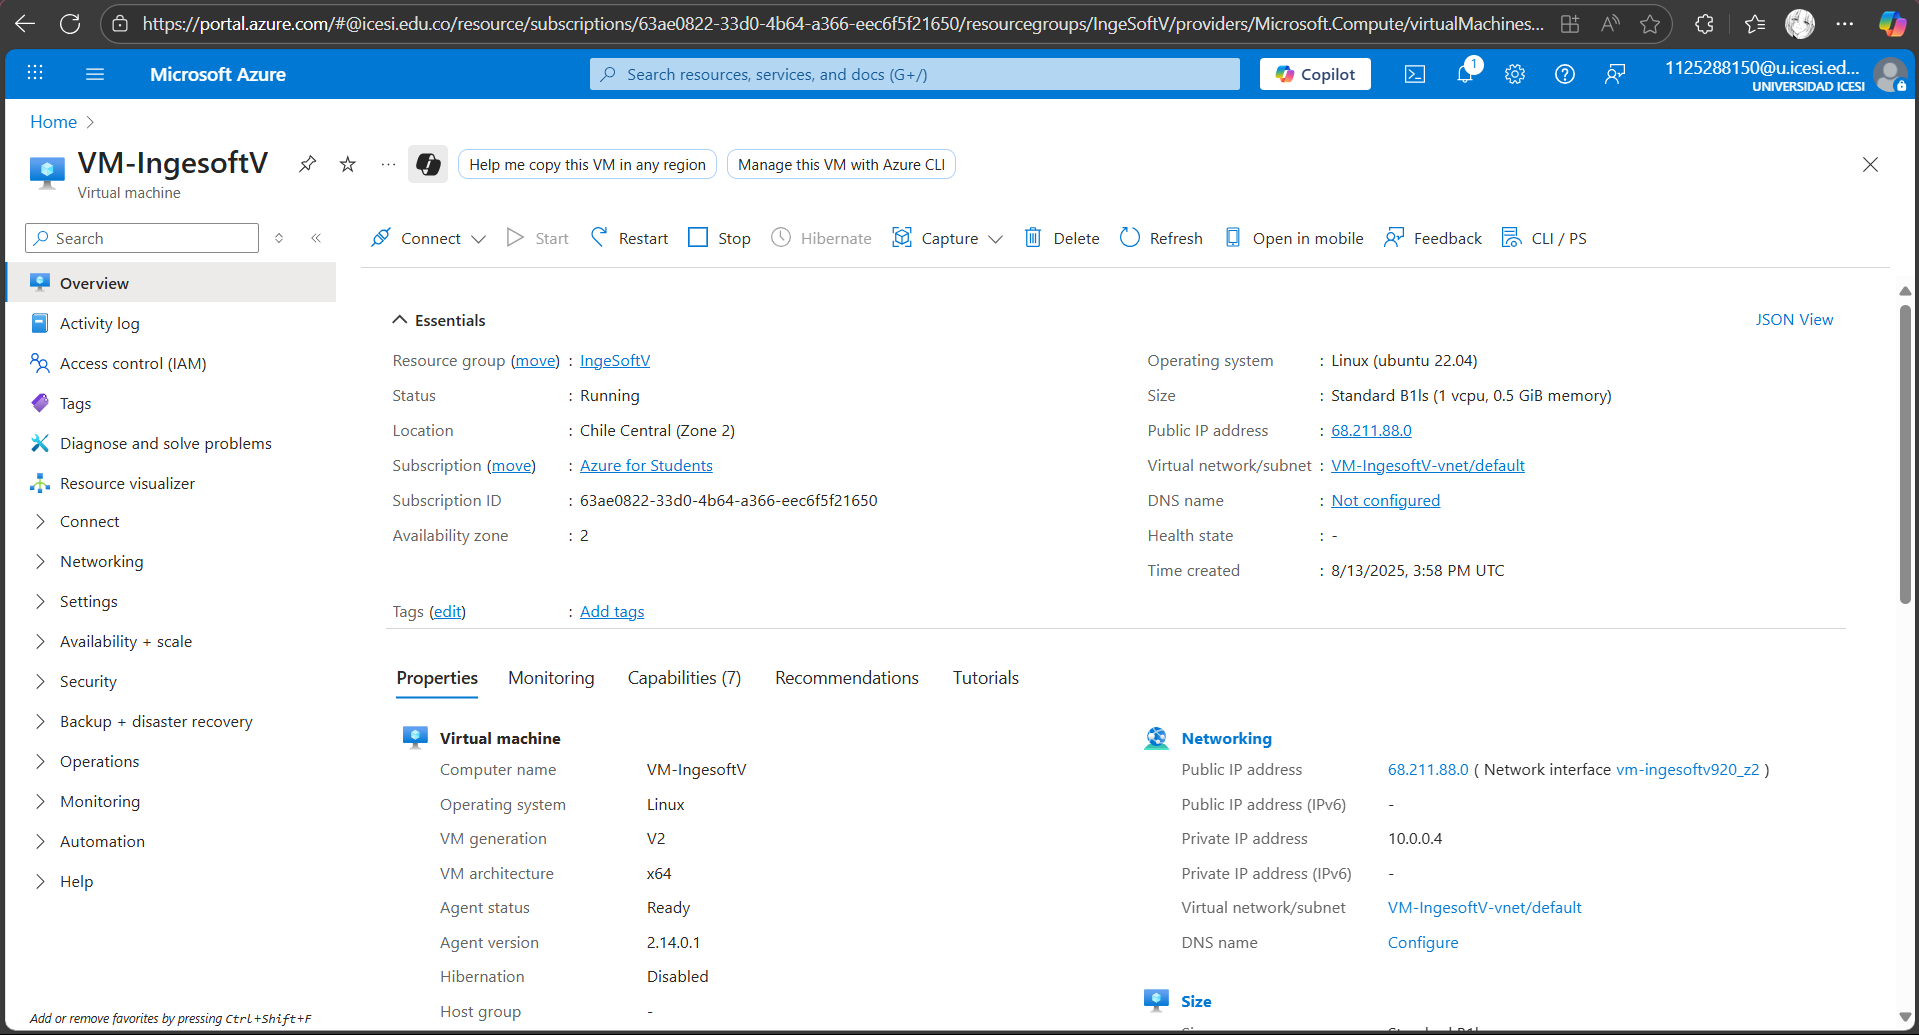 https://portal.azure.com/#@icesi.edu.co/resource/subscriptions/63ae0822-33d0-4b64-a366-eec6f5f21650/resourcegroups/IngeSoftV/providers/Microsoft.Compute/virtualMachines...
Microsoft Azure
Search resources, services, and docs (G+/)
Copilot
1
1125288150@u.icesi.ed...
UNIVERSIDAD ICESI
Home
VM-IngesoftV
Virtual machine
Help me copy this VM in any region
Manage this VM with Azure CLI
Search
Connect
Start
Restart
Stop
Hibernate
Capture
Delete
Refresh
Open in mobile
Feedback
CLI / PS
Overview
Activity log
Access control (IAM)
Tags
Diagnose and solve problems
Resource visualizer
Connect
Networking
Settings
Availability + scale
Security
Backup + disaster recovery
Operations
Monitoring
Automation
Help
Add or remove favorites by pressing Ctrl+Shift+F
Essentials
JSON View
Resource group (move) : IngeSoftV
Status : Running
Location : Chile Central (Zone 2)
Subscription (move) : Azure for Students
Subscription ID : 63ae0822-33d0-4b64-a366-eec6f5f21650
Availability zone : 2
Operating system : Linux (ubuntu 22.04)
Size : Standard B1ls (1 vcpu, 0.5 GiB memory)
Public IP address : 68.211.88.0
Virtual network/subnet : VM-IngesoftV-vnet/default
DNS name : Not configured
Health state : -
Time created : 8/13/2025, 3:58 PM UTC
Tags (edit) : Add tags
Properties
Monitoring
Capabilities (7)
Recommendations
Tutorials
Virtual machine
Computer name VM-IngesoftV
Operating system Linux
VM generation V2
VM architecture x64
Agent status Ready
Agent version 2.14.0.1
Hibernation Disabled
Host group -
Networking
Public IP address 68.211.88.0 ( Network interface vm-ingesoftv920_z2 )
Public IP address (IPv6) -
Private IP address 10.0.0.4
Private IP address (IPv6) -
Virtual network/subnet VM-IngesoftV-vnet/default
DNS name Configure
Size